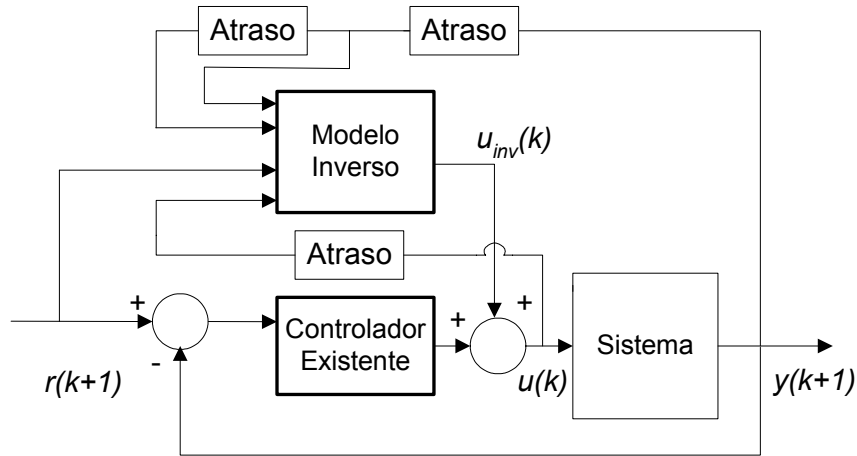 Atraso
Atraso
Modelo
Inverso
u_inv(k)
Atraso
+
-
r(k+1)
Controlador
Existente
+
+
u(k)
Sistema
y(k+1)